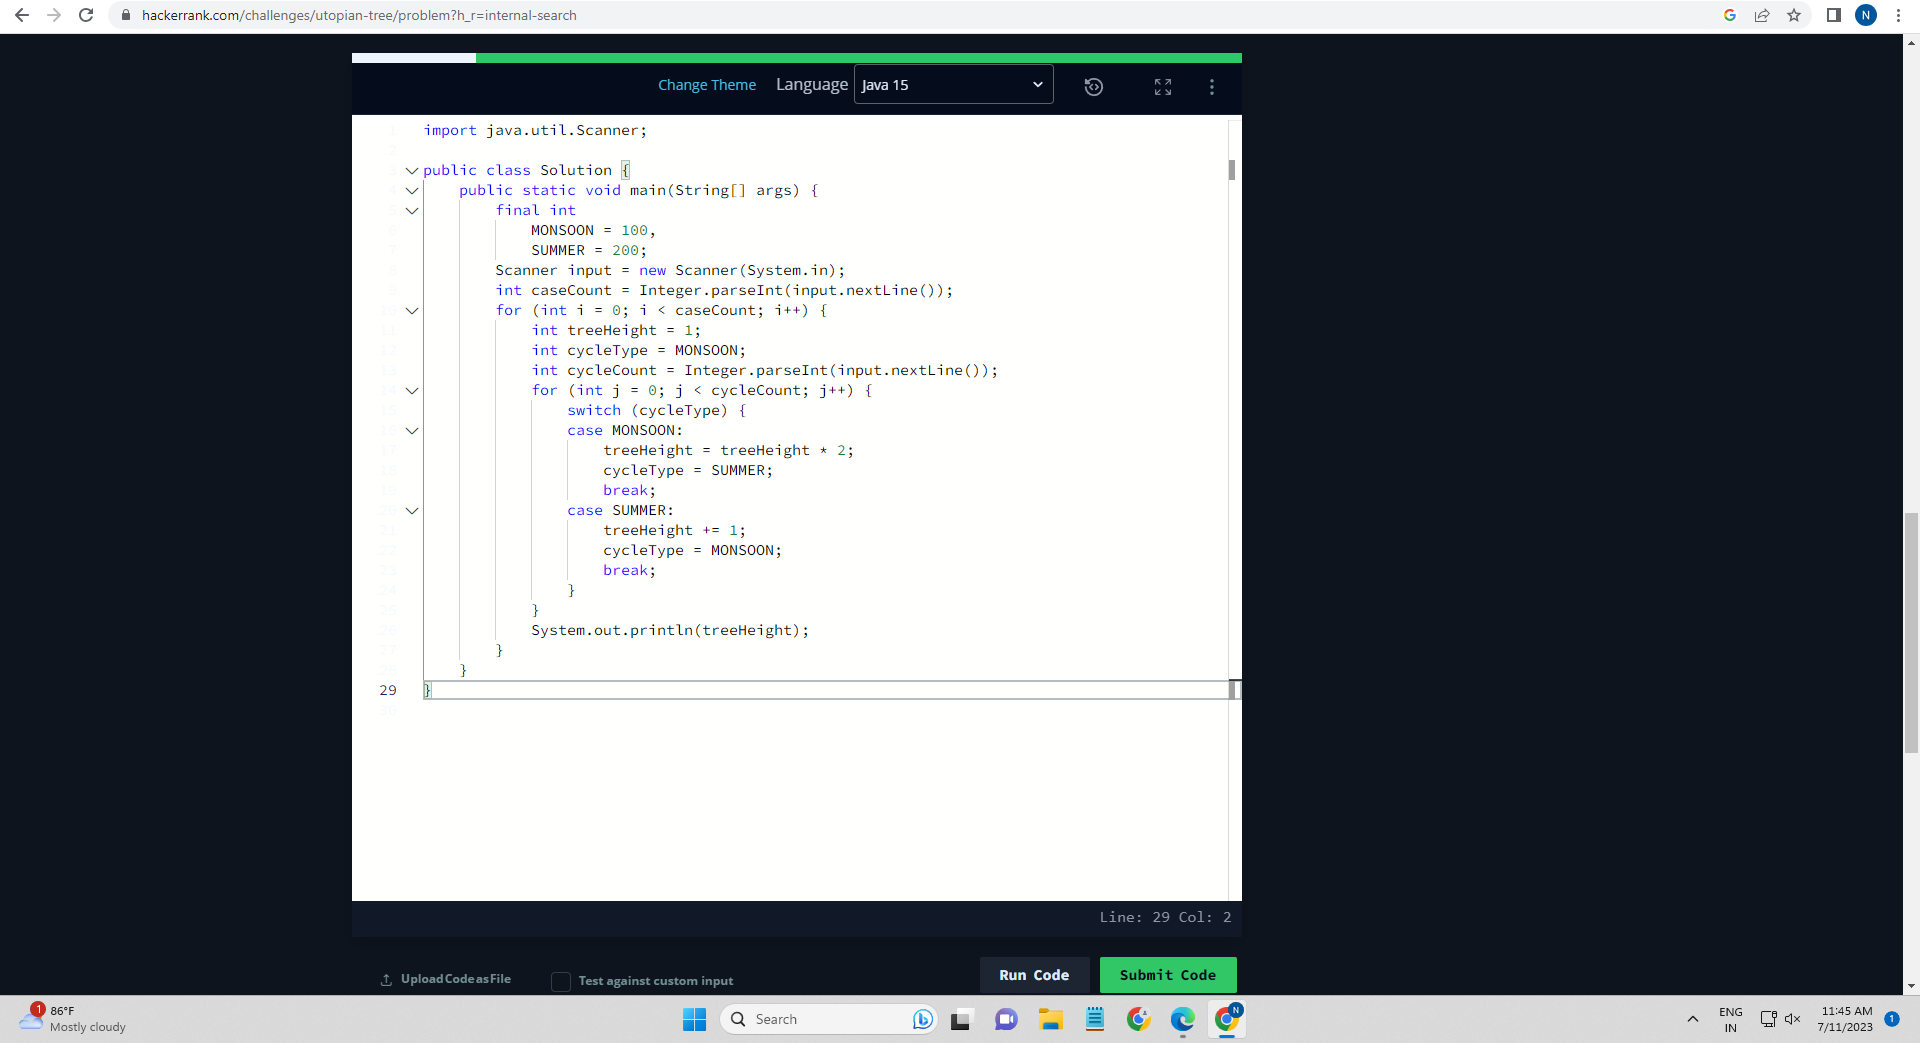 hackerrank.com/challenges/utopian-tree/problem?h_r=internal-search
N
Change Theme Language Java 15
import java.util.Scanner;
public class Solution {
public static void main(String[] args) {
final int
MONSOON = 100,
SUMMER = 200;
Scanner input = new Scanner(System.in);
int caseCount = Integer.parseInt(input.nextLine());
for (int i = 0; i < caseCount; i++) {
int treeHeight = 1;
int cycleType = MONSOON;
int cycleCount = Integer.parseInt(input.nextLine());
for (int j = 0; j < cycleCount; j++) {
switch (cycleType) {
case MONSOON:
treeHeight = treeHeight * 2;
cycleType = SUMMER;
break;
case SUMMER:
treeHeight += 1;
cycleType = MONSOON;
break;
}
}
System.out.println(treeHeight);
}
}
29 }
Line: 29 Col: 2
Upload Code as File Test against custom input Run Code Submit Code
1 86°F
Mostly cloudy
Search
N
ENG
IN
11:45 AM
7/11/2023
1